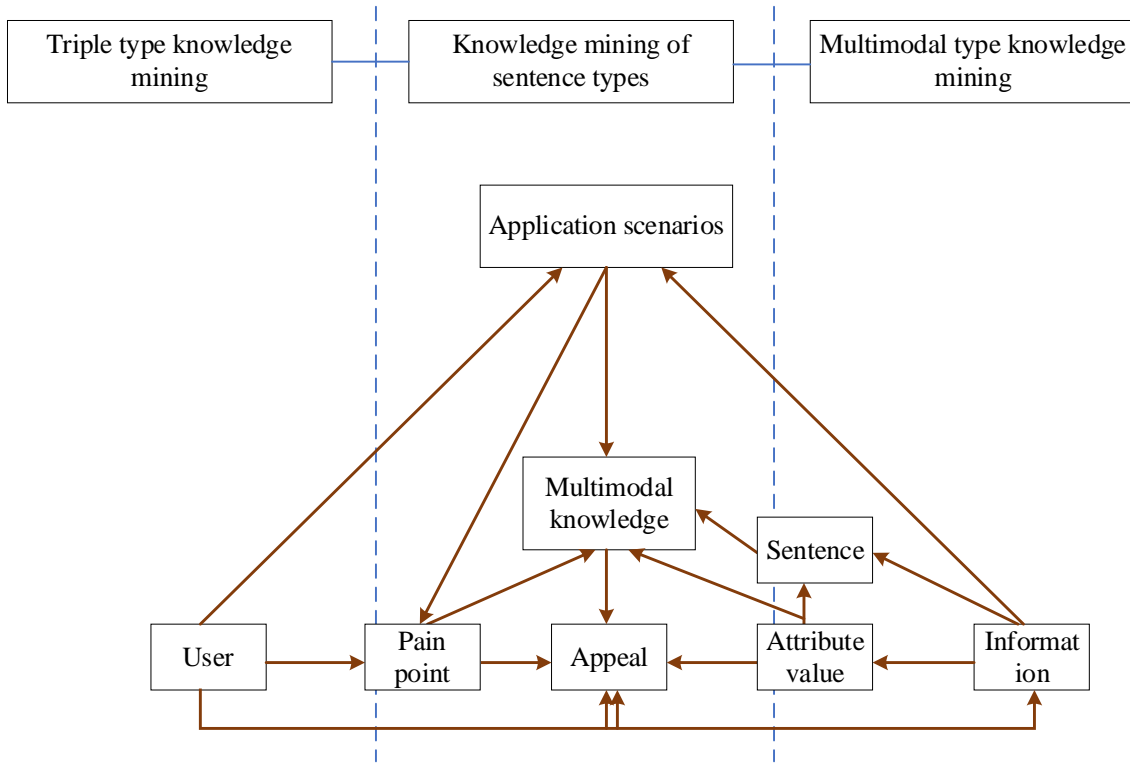 Triple type knowledge
mining
Knowledge mining of
sentence types
Multimodal type knowledge
mining
Application scenarios
Multimodal
knowledge
Sentence
User
Pain
point
Appeal
Attribute
value
Informat
ion